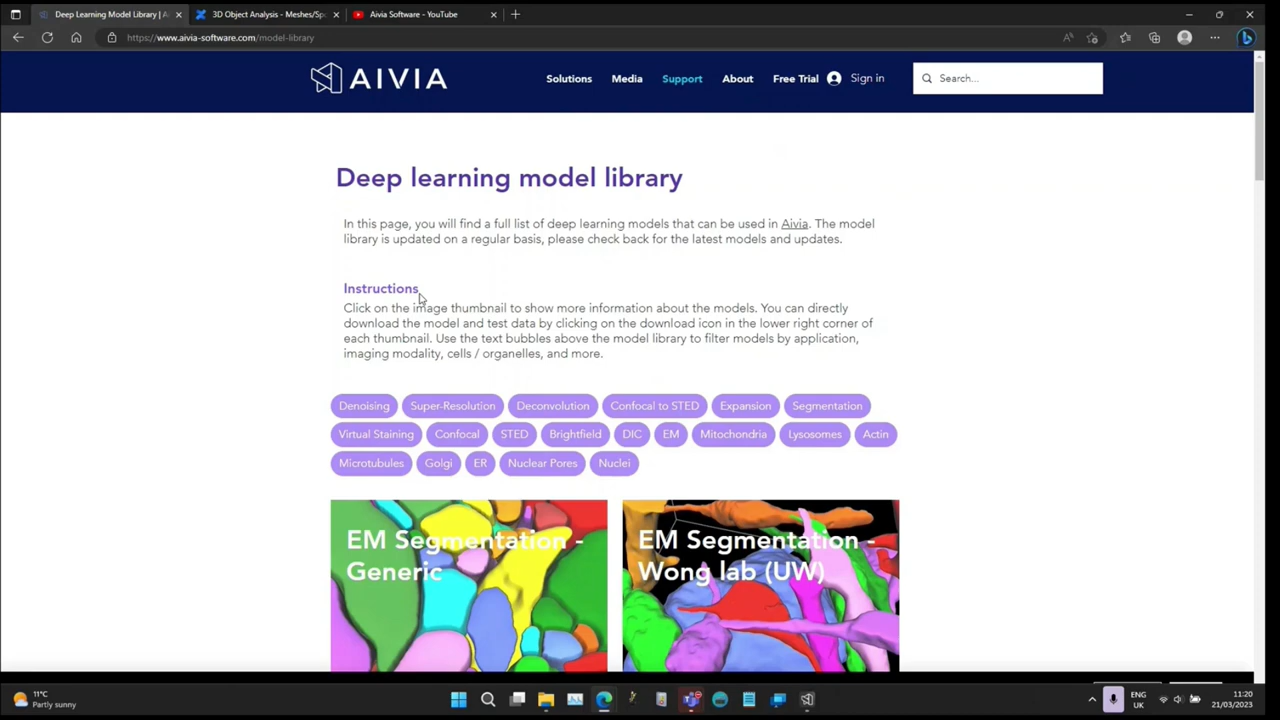 Deep Learning Model Library | Ai
3D Object Analysis - Meshes/Sp
Aivia Software - YouTube
https://www.aivia-software.com/model-library
AIVIA
Solutions
Media
Support
About
Free Trial
Sign in
Search...
Deep learning model library
In this page, you will find a full list of deep learning models that can be used in Aivia. The model
library is updated on a regular basis, please check back for the latest models and updates.
Instructions
Click on the image thumbnail to show more information about the models. You can directly
download the model and test data by clicking on the download icon in the lower right corner of
each thumbnail. Use the text bubbles above the model library to filter models by application,
imaging modality, cells / organelles, and more.
Denoising
Super-Resolution
Deconvolution
Confocal to STED
Expansion
Segmentation
Virtual Staining
Confocal
STED
Brightfield
DIC
EM
Mitochondria
Lysosomes
Actin
Microtubules
Golgi
ER
Nuclear Pores
Nuclei
EM Segmentation -
Generic
EM Segmentation -
Wong lab (UW)
11°C
Partly sunny
ENG
UK
11:20
21/03/2023